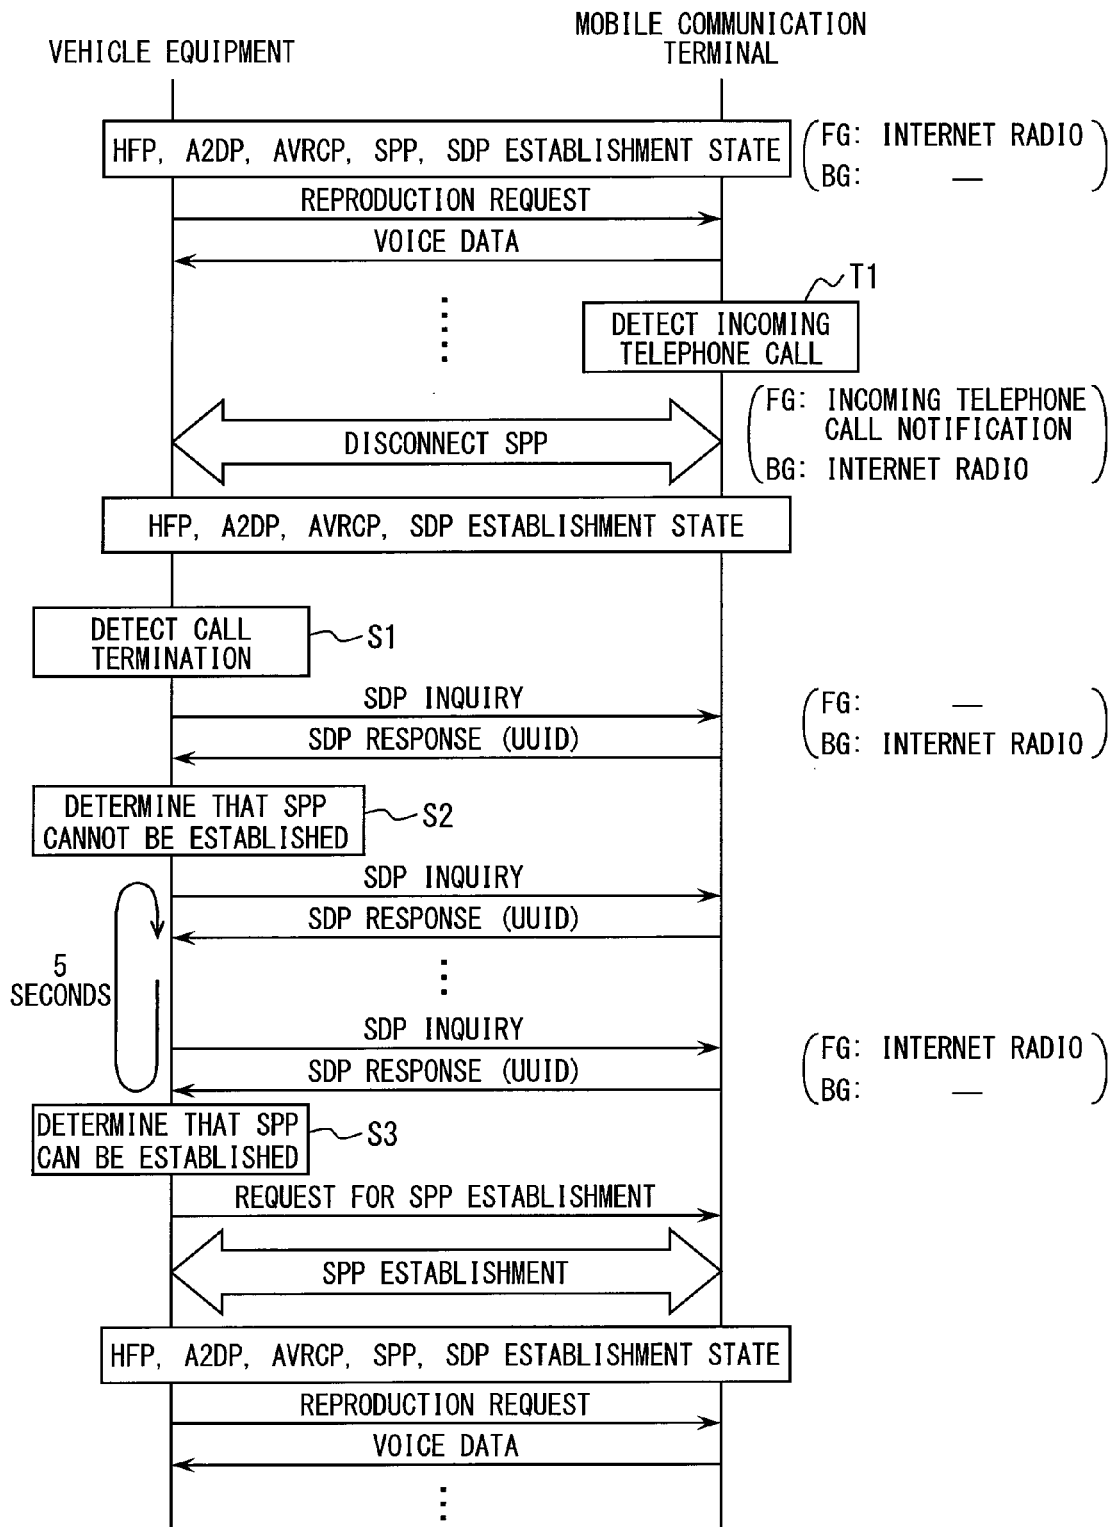 VEHICLE EQUIPMENT
MOBILE COMMUNICATION
TERMINAL
HFP, A2DP, AVRCP, SPP, SDP ESTABLISHMENT STATE
FG: INTERNET RADIO
BG: —
REPRODUCTION REQUEST
VOICE DATA
T1
DETECT INCOMING
TELEPHONE CALL
FG: INCOMING TELEPHONE
CALL NOTIFICATION
BG: INTERNET RADIO
DISCONNECT SPP
HFP, A2DP, AVRCP, SDP ESTABLISHMENT STATE
DETECT CALL
TERMINATION
S1
SDP INQUIRY
SDP RESPONSE (UUID)
FG: —
BG: INTERNET RADIO
DETERMINE THAT SPP
CANNOT BE ESTABLISHED
S2
SDP INQUIRY
SDP RESPONSE (UUID)
5
SECONDS
SDP INQUIRY
SDP RESPONSE (UUID)
FG: INTERNET RADIO
BG: —
DETERMINE THAT SPP
CAN BE ESTABLISHED
S3
REQUEST FOR SPP ESTABLISHMENT
SPP ESTABLISHMENT
HFP, A2DP, AVRCP, SPP, SDP ESTABLISHMENT STATE
REPRODUCTION REQUEST
VOICE DATA